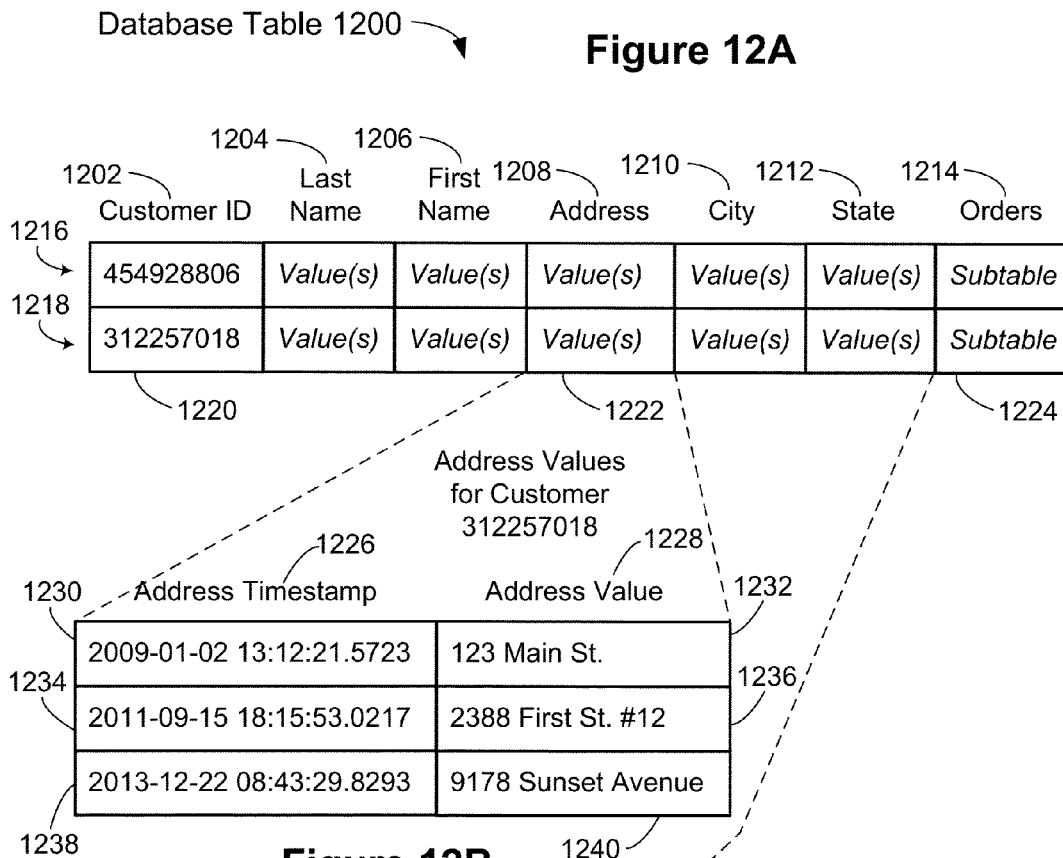 Database Table 1200
Figure 12A
1202
1204
1206
1208
1210
1212
1214
Customer ID
Last Name
First Name
Address
City
State
Orders
1216
454928806 Value(s) Value(s) Value(s) Value(s) Value(s) Subtable
1218
312257018 Value(s) Value(s) Value(s) Value(s) Value(s) Subtable
1220
1222
1224
Address Values
for Customer
312257018
1226
1228
1230
Address Timestamp
Address Value
1232
2009-01-02 13:12:21.5723 123 Main St.
1234
1236
2011-09-15 18:15:53.0217 2388 First St. #12
2013-12-22 08:43:29.8293 9178 Sunset Avenue
1238
1240
Figure 12B